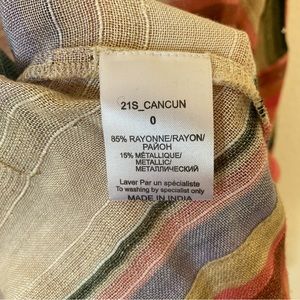 21S_CANCUN
0
85% RAYONNE/RAYON/
РАЙОН
15% MÉTALLIQUE/
METALLIC/
МЕТАЛЛИЧЕСКИЙ
Laver Par un spécialiste
To washing by specialist only
MADE IN INDIA